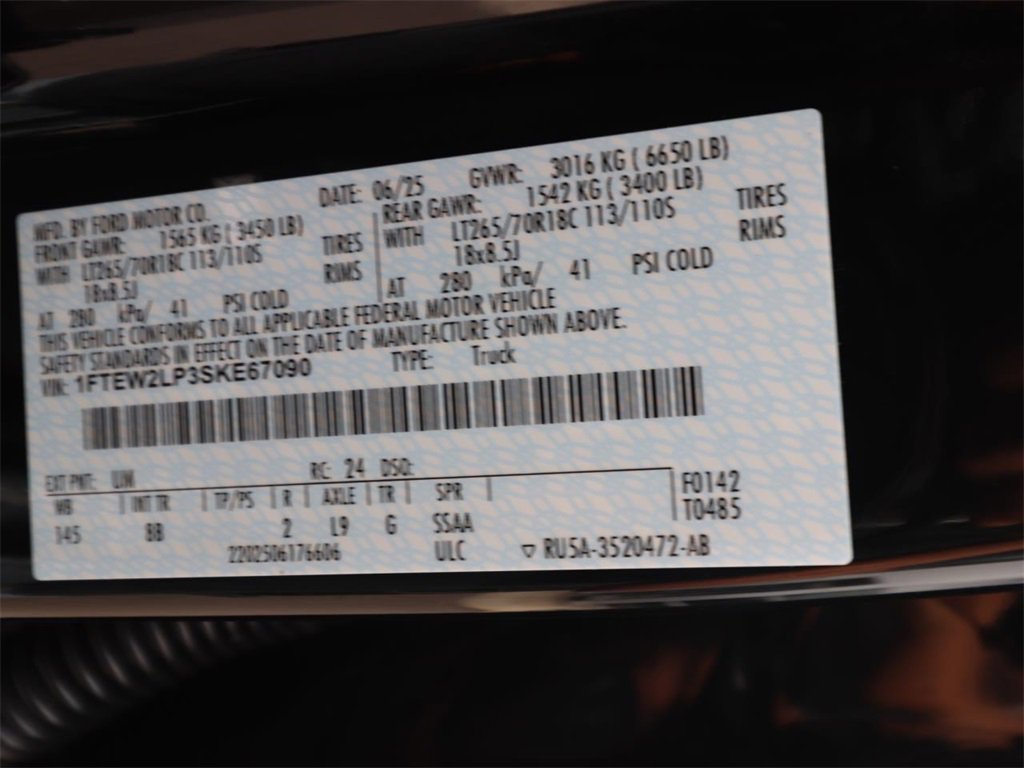 MFD. BY FORD MOTOR CO. DATE: 06/25 GVWR: 3016 KG ( 6650 LB)
FRONT GAWR: 1565 KG ( 3450 LB) REAR GAWR: 1542 KG ( 3400 LB)
WITH LT265/70R18C 113/110S TIRES WITH LT265/70R18C 113/110S TIRES
18x8.5J RIMS 18x8.5J RIMS
AT 280 kPa/ 41 PSI COLD AT 280 kPa/ 41 PSI COLD
THIS VEHICLE CONFORMS TO ALL APPLICABLE FEDERAL MOTOR VEHICLE
SAFETY STANDARDS IN EFFECT ON THE DATE OF MANUFACTURE SHOWN ABOVE.
VIN: 1FTEW2LP3SKE67090 TYPE: Truck
EXT PNT: UM RC: 24 DSO:
WB INT TR TP/PS R AXLE TR SPR F0142
145 BB 2 L9 G SSAA T0485
2202506176606 ULC ▽ RU5A-3520472-AB